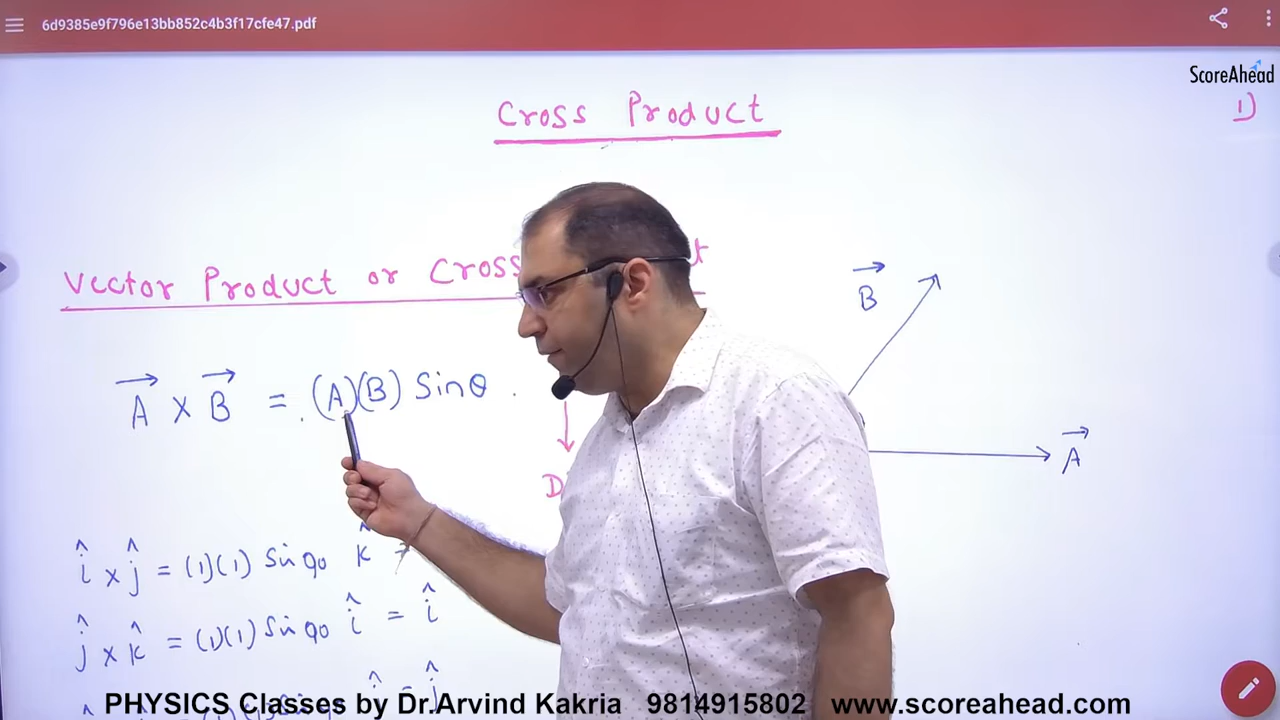 6d9385e9f796e13bb852c4b3f17cfe47.pdf
ScoreAhead
Cross Product
1)
Vector Product or Cross
B
A × B = (A)(B) Sinθ
A
D
î × ĵ = (1)(1) Sin 90 k̂ =
ĵ × k̂ = (1)(1) Sin 90 î = î
PHYSICS Classes by Dr.Arvind Kakria 9814915802 www.scoreahead.com